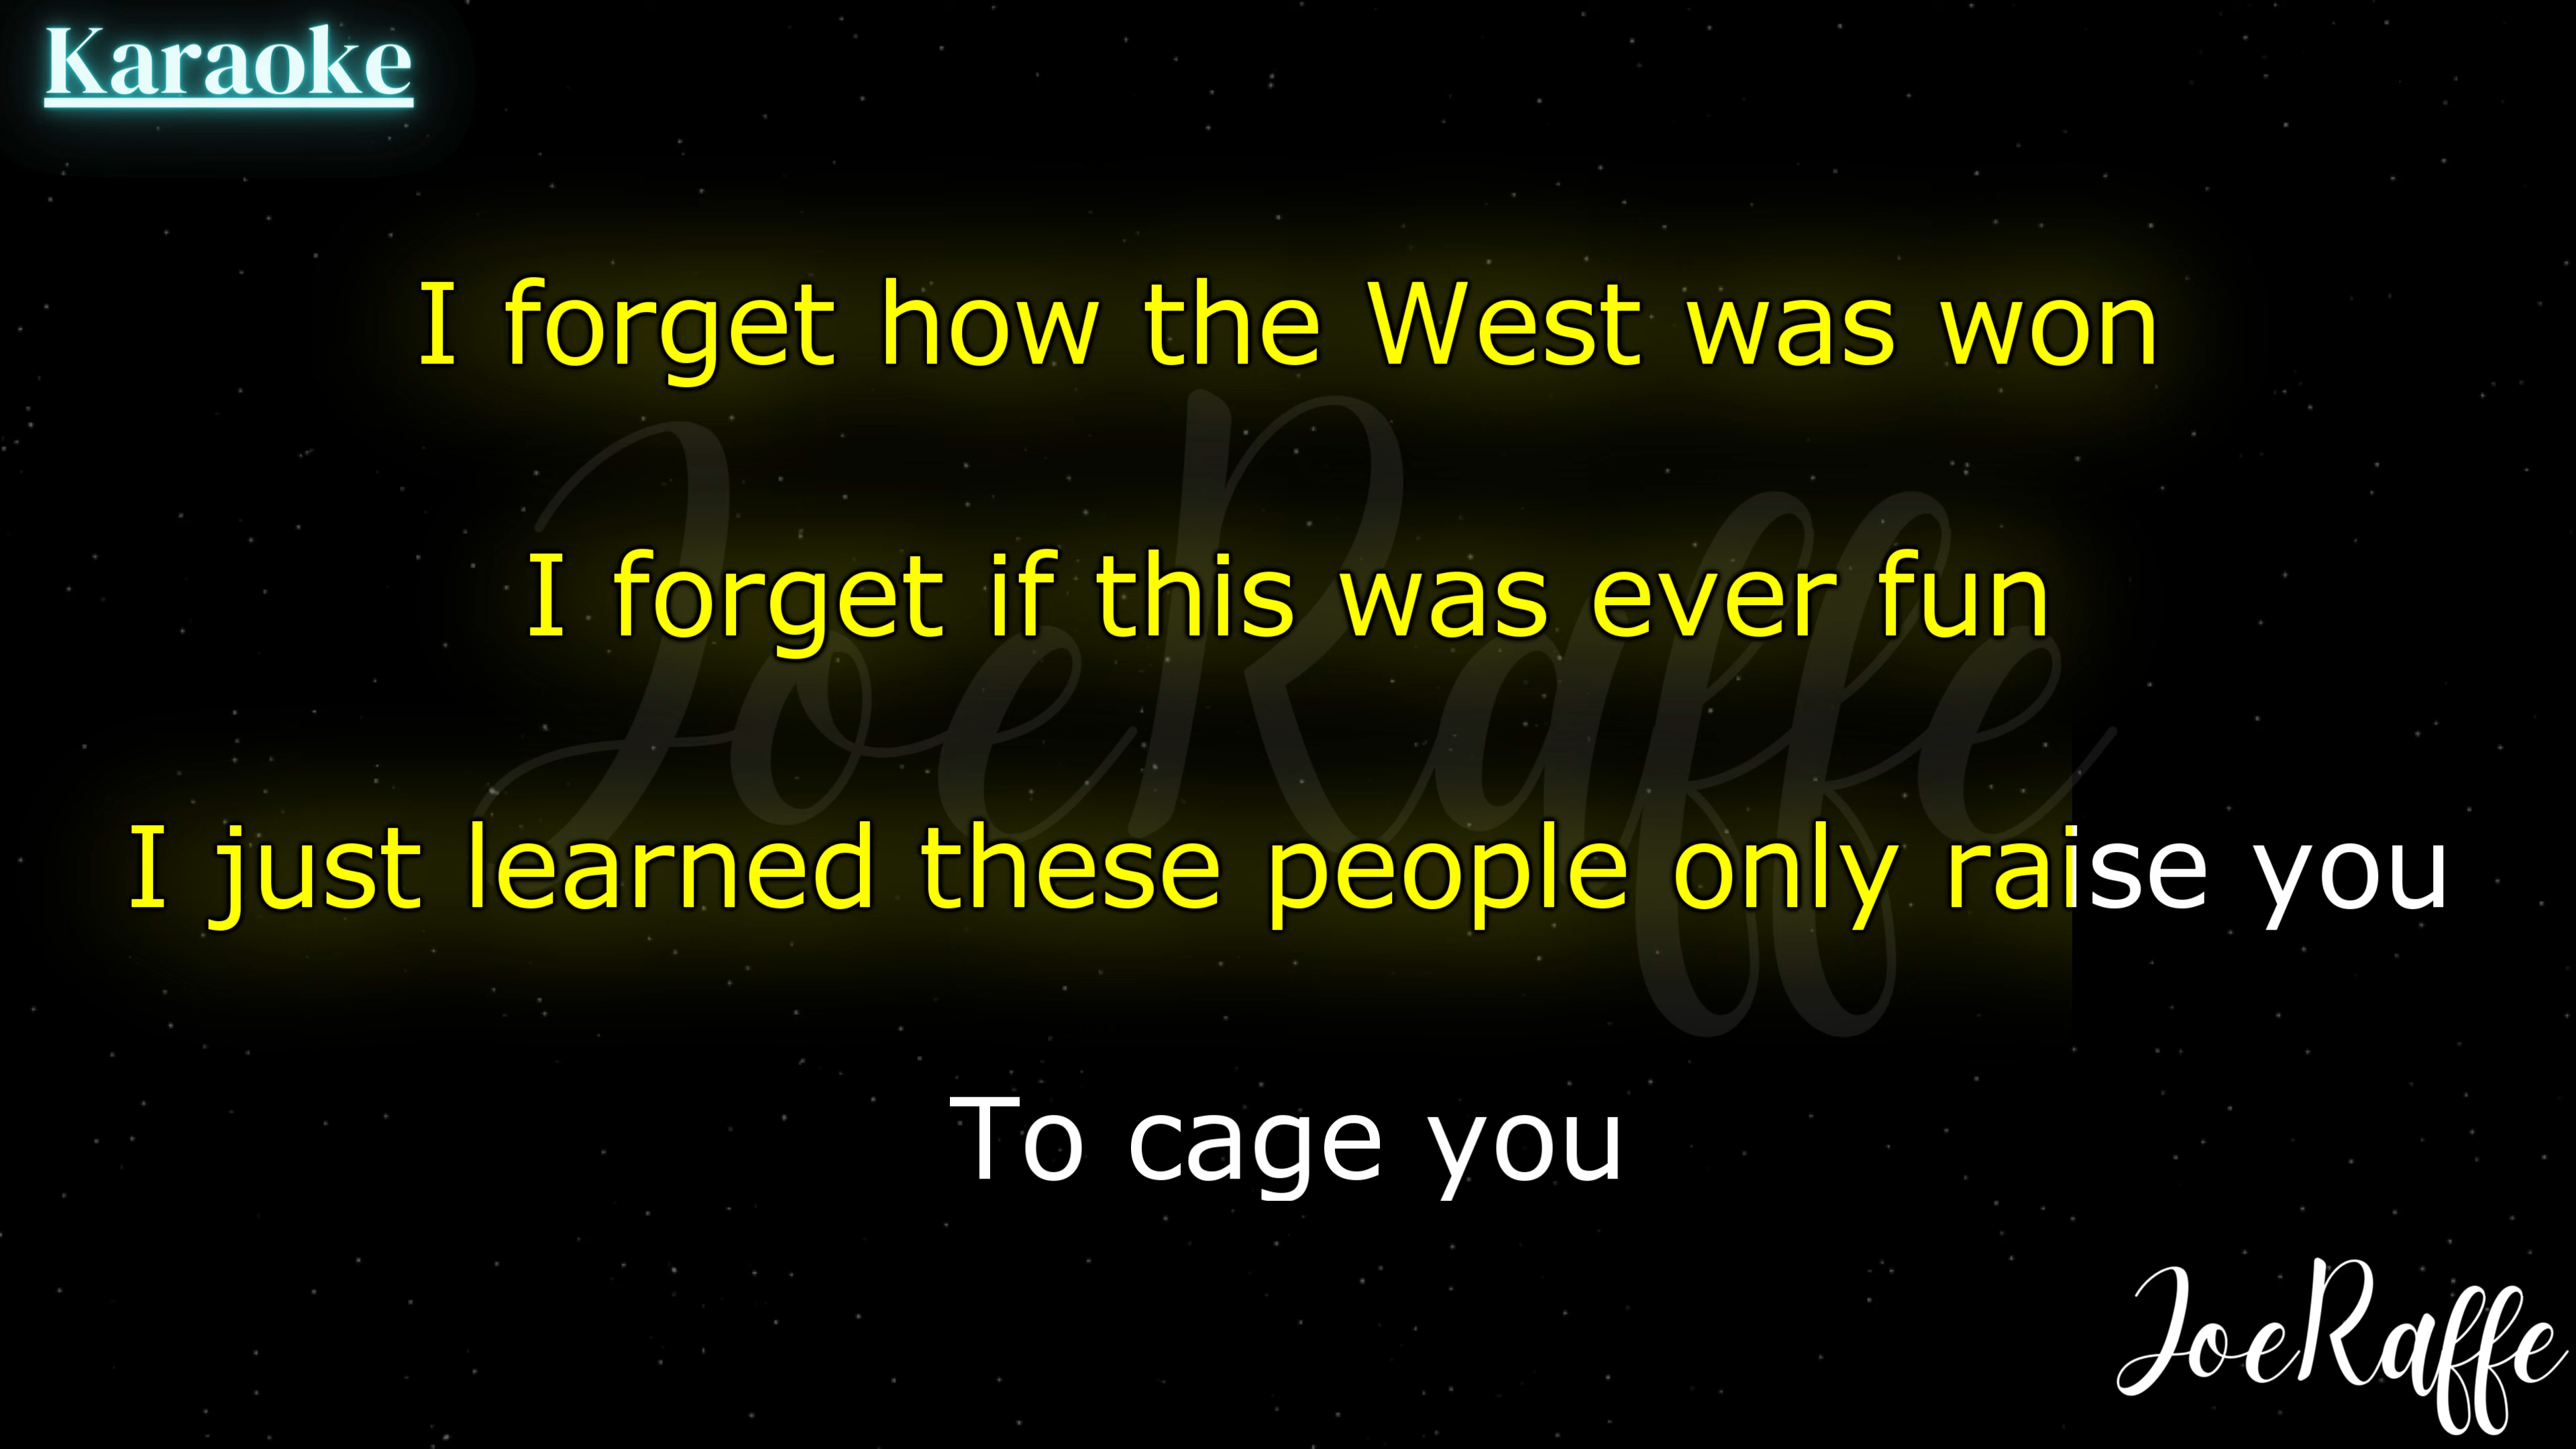 Karaoke
I forget how the West was won
I forget if this was ever fun
I just learned these people only raise you
To cage you
JoeRaffe
JoeRaffe